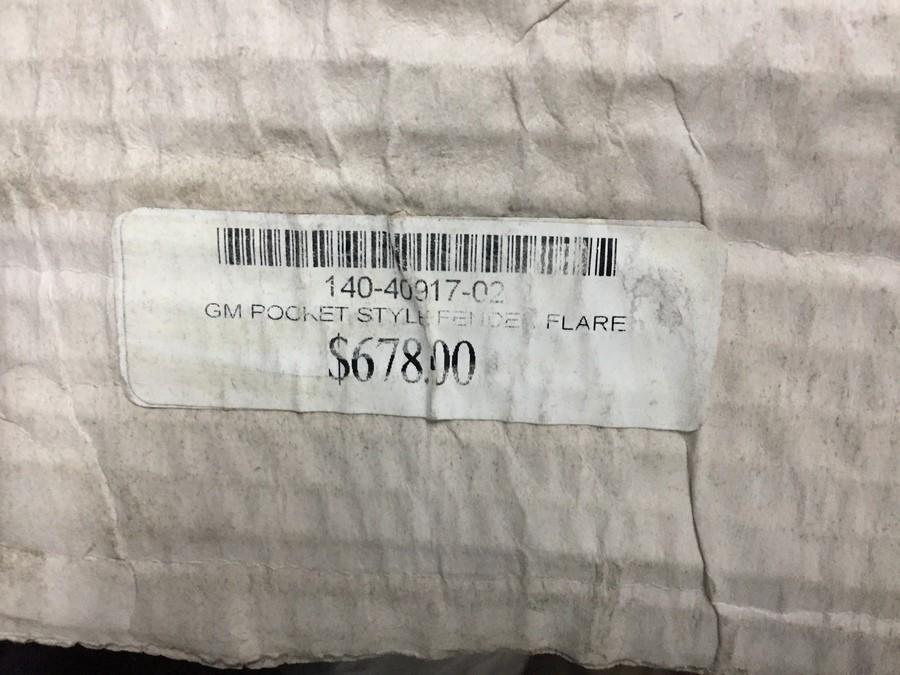 140-40917-02
GM POCKET STYLE FENDER FLARE
$678.00